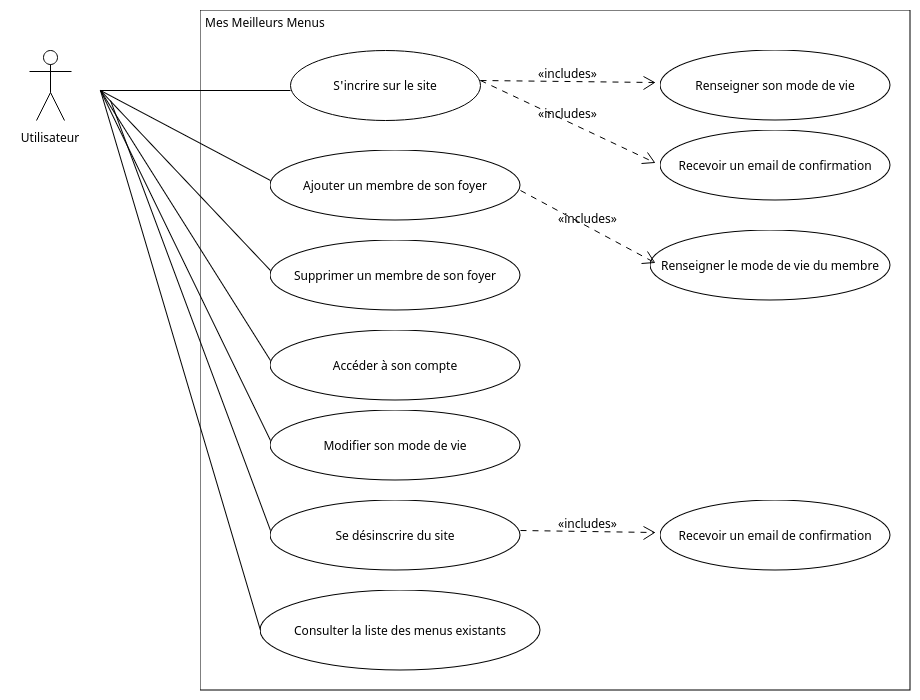 Mes Meilleurs Menus
Utilisateur
S'incrire sur le site
«includes»
Renseigner son mode de vie
«includes»
Recevoir un email de confirmation
Ajouter un membre de son foyer
«includes»
Renseigner le mode de vie du membre
Supprimer un membre de son foyer
Accéder à son compte
Modifier son mode de vie
Se désinscrire du site
«includes»
Recevoir un email de confirmation
Consulter la liste des menus existants